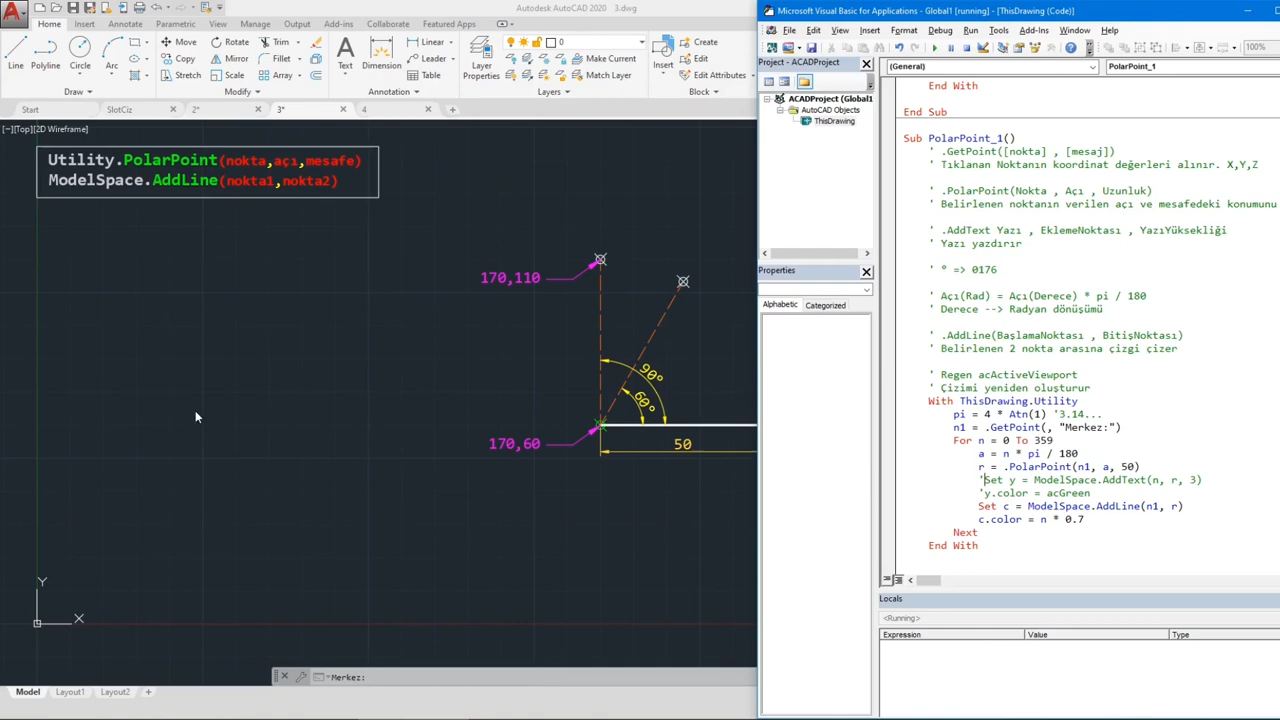 Autodesk AutoCAD 2020 3.dwg
Home Insert Annotate Parametric View Manage Output Add-ins Collaborate Featured Apps
Line Polyline Circle Arc
Move Rotate Trim
Copy Mirror Fillet
Stretch Scale Array
Text Dimension
Linear
Leader
Table
Layer Properties
0
Make Current
Match Layer
Insert
Create
Edit
Edit Attributes
Draw Modify Annotation Layers Block
Start SlotCiz 2* 3* 4
[−][Top][2D Wireframe]
Utility.PolarPoint(nokta,açı,mesafe)
ModelSpace.AddLine(nokta1,nokta2)
170,110
90°
60°
170,60
50
Y
X
Merkez:
Model Layout1 Layout2
Microsoft Visual Basic for Applications - Global1 [running] - [ThisDrawing (Code)]
File Edit View Insert Format Debug Run Tools Add-Ins Window Help
100%
Project - ACADProject
ACADProject (Global1
AutoCAD Objects
ThisDrawing
Properties
Alphabetic Categorized
(General) PolarPoint_1
End With
End Sub
Sub PolarPoint_1()
' .GetPoint([nokta] , [mesaj])
' Tıklanan Noktanın koordinat değerleri alınır. X,Y,Z
' .PolarPoint(Nokta , Açı , Uzunluk)
' Belirlenen noktanın verilen açı ve mesafedeki konumunu
' .AddText Yazı , EklemeNoktası , YazıYüksekliği
' Yazı yazdırır
' ° => 0176
' Açı(Rad) = Açı(Derece) * pi / 180
' Derece --> Radyan dönüşümü
' .AddLine(BaşlamaNoktası , BitişNoktası)
' Belirlenen 2 nokta arasına çizgi çizer
' Regen acActiveViewport
' Çizimi yeniden oluşturur
With ThisDrawing.Utility
pi = 4 * Atn(1) '3.14...
n1 = .GetPoint(, "Merkez:")
For n = 0 To 359
a = n * pi / 180
r = .PolarPoint(n1, a, 50)
'Set y = ModelSpace.AddText(n, r, 3)
'y.color = acGreen
Set c = ModelSpace.AddLine(n1, r)
c.color = n * 0.7
Next
End With
Locals
<Running>
Expression Value Type